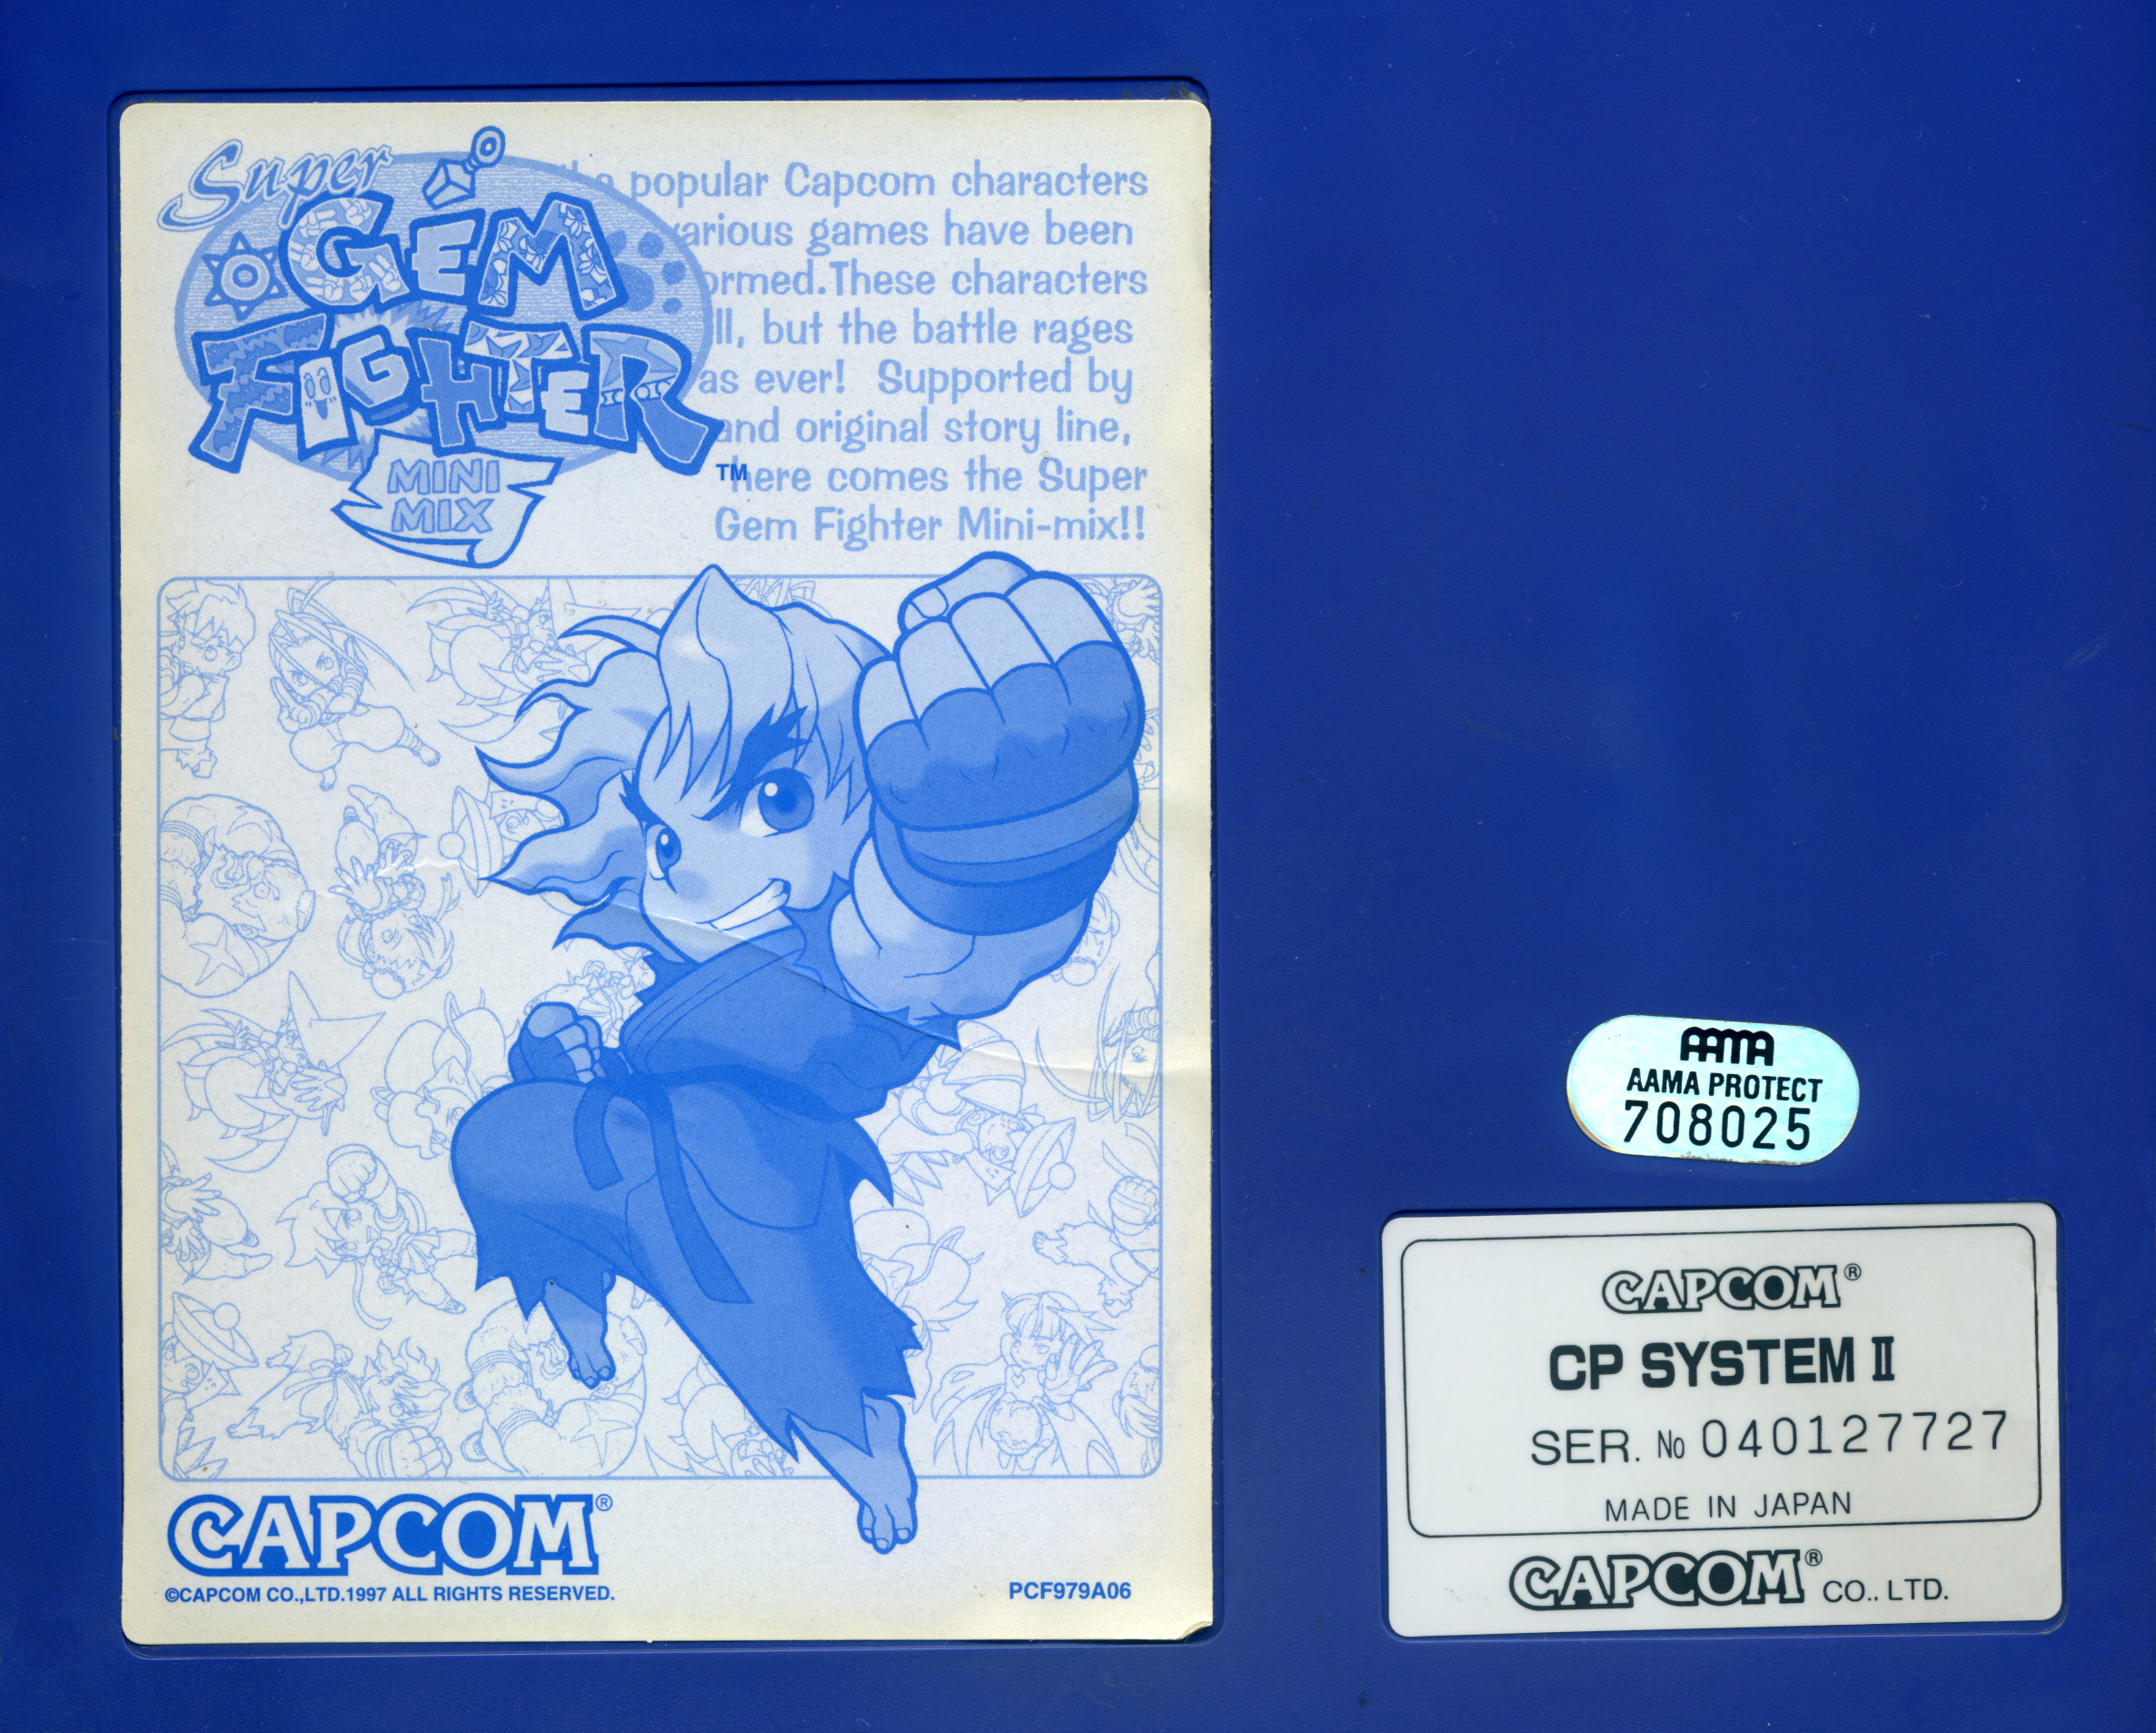 Super
GEM
FIGHTER
MINI
MIX
TM
popular Capcom characters
various games have been
ormed.These characters
ll, but the battle rages
as ever! Supported by
and original story line,
here comes the Super
Gem Fighter Mini-mix!!
CAPCOM®
©CAPCOM CO.,LTD.1997 ALL RIGHTS RESERVED.
PCF979A06
AAMA
AAMA PROTECT
708025
CAPCOM®
CP SYSTEM II
SER. No 040127727
MADE IN JAPAN
CAPCOM® CO., LTD.